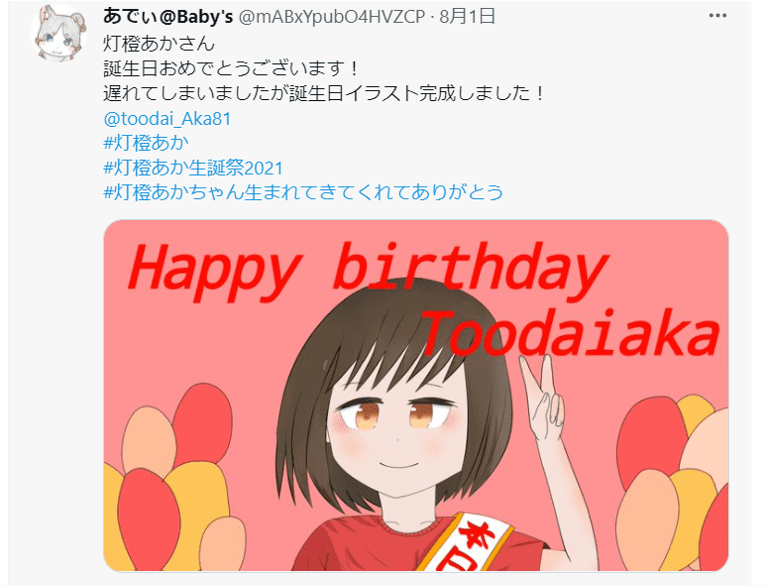 あでぃ@Baby's @mABxYpubO4HVZCP · 8月1日
灯橙あかさん
誕生日おめでとうございます！
遅れてしまいましたが誕生日イラスト完成しました！
@toodai_Aka81
#灯橙あか
#灯橙あか生誕祭2021
#灯橙あかちゃん生まれてきてくれてありがとう
Happy birthday
Toodaiaka
本日